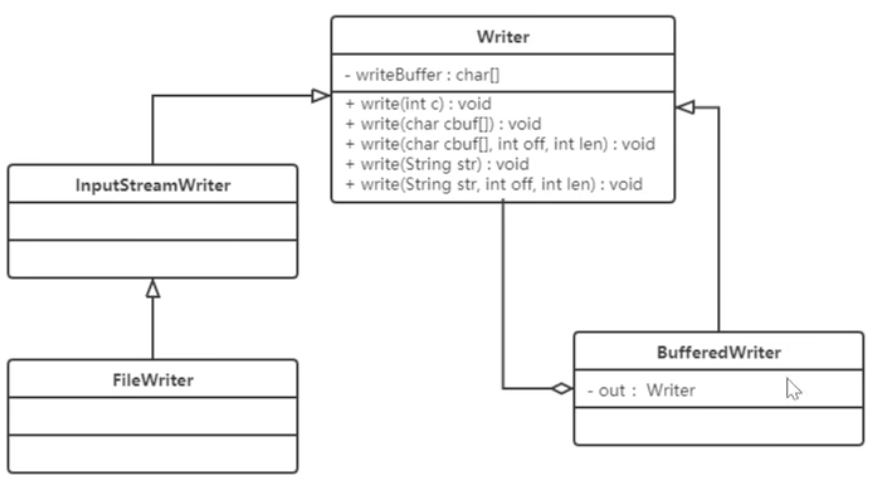 Writer
- writeBuffer : char[]
+ write(int c) : void
+ write(char cbuf[]) : void
+ write(char cbuf[], int off, int len) : void
+ write(String str) : void
+ write(String str, int off, int len) : void
InputStreamWriter
FileWriter
BufferedWriter
- out : Writer